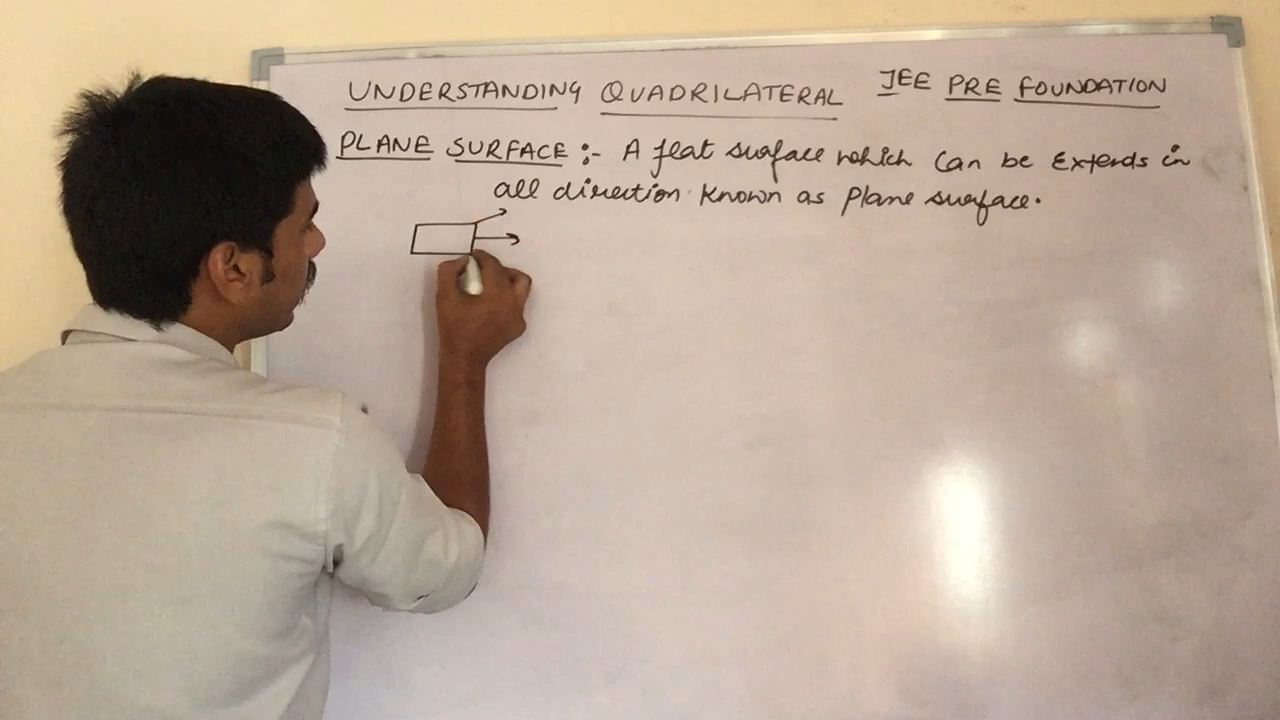 UNDERSTANDING QUADRILATERAL JEE PRE FOUNDATION
PLANE SURFACE :- A flat surface which can be Extends in
all direction known as plane surface.